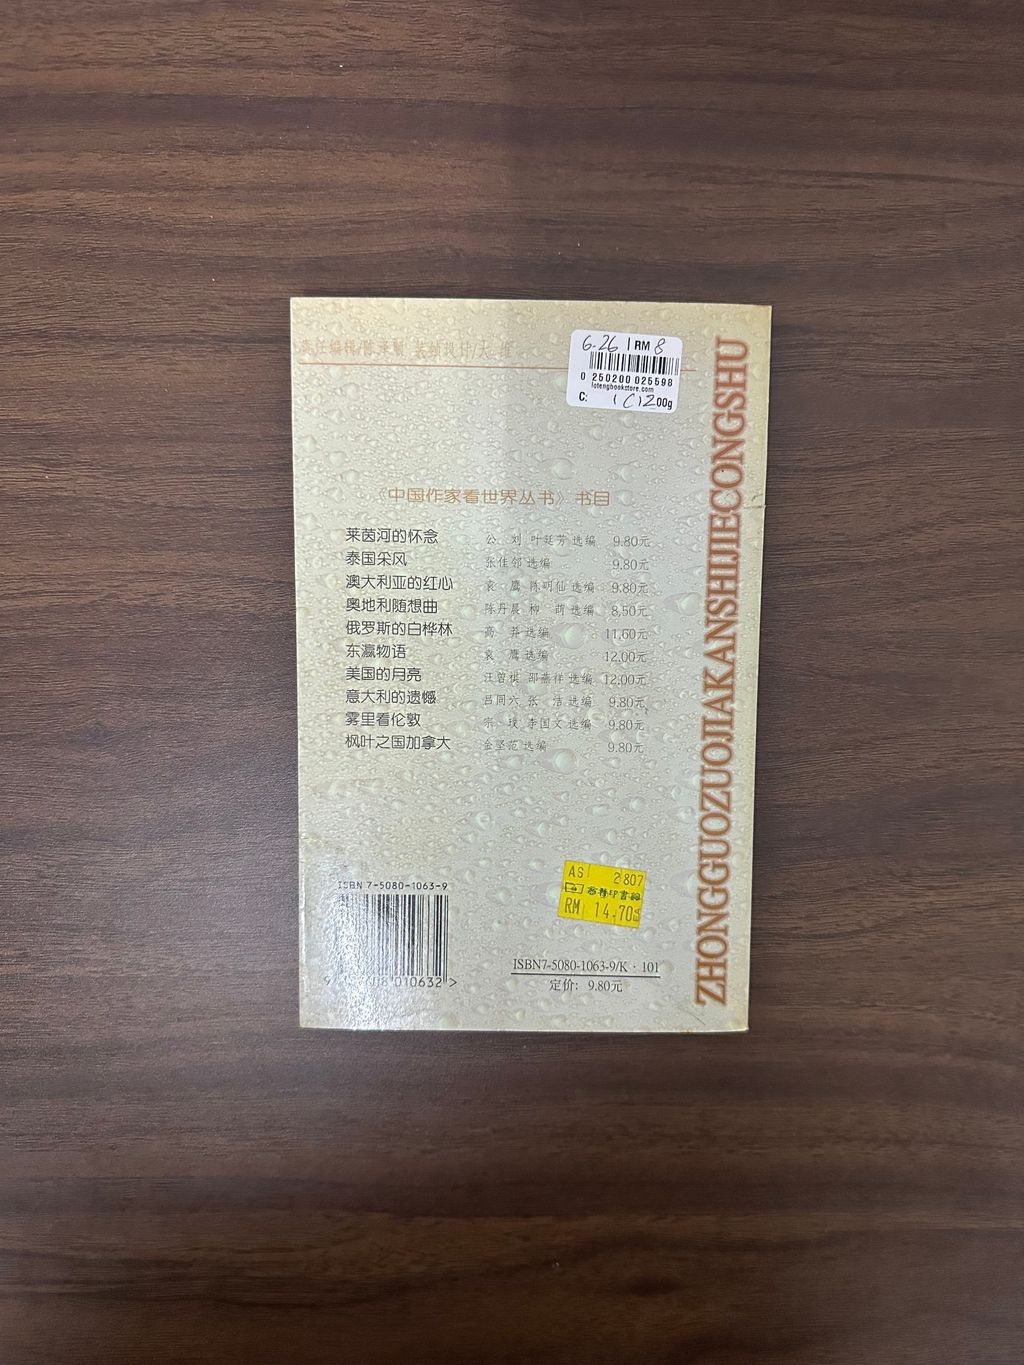 责任编辑/陈泽顺 装帧设计/大
6-26 RM 8
0 250200 025598
lotengbookstore.com
C: 1C1200g
《中国作家看世界丛书》书目
莱茵河的怀念 公 刘 叶延芳 选编 9.80元
泰国采风 张佳邻 选编 9.80元
澳大利亚的红心 袁 鹰 陈明仙 选编 9.80元
奥地利随想曲 陈丹晨 柳 萌 选编 8.50元
俄罗斯的白桦林 高 莽 选编 11.60元
东瀛物语 袁 鹰 选编 12.00元
美国的月亮 汪曾祺 邵燕祥 选编 12.00元
意大利的遗憾 吕同六 张 洁 选编 9.80元
雾里看伦敦 宗 璞 李国文 选编 9.80元
枫叶之国加拿大 金坚范 选编 9.80元
ZHONGGUOZUOJIAKANSHIJIECONGSHU
ISBN 7-5080-1063-9
AS 2807
商務印書館
RM 14.70
ISBN7-5080-1063-9/K·101
定价：9.80元